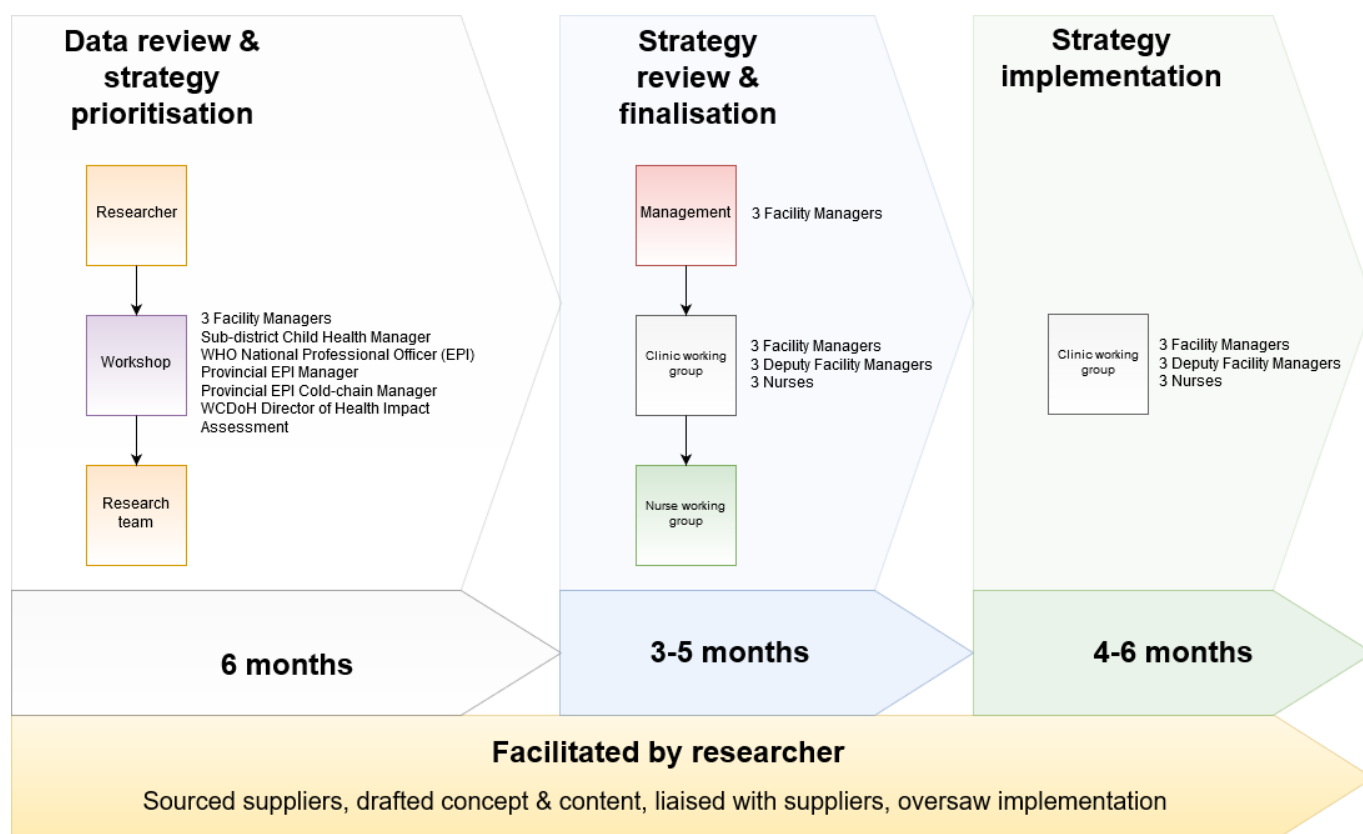 Data review &
strategy
prioritisation
Researcher
Workshop
3 Facility Managers
Sub-district Child Health Manager
WHO National Professional Officer (EPI)
Provincial EPI Manager
Provincial EPI Cold-chain Manager
WCDoH Director of Health Impact
Assessment
Research
team
6 months
Strategy
review &
finalisation
Management
3 Facility Managers
Clinic working
group
3 Facility Managers
3 Deputy Facility Managers
3 Nurses
Nurse working
group
3-5 months
Strategy
implementation
Clinic working
group
3 Facility Managers
3 Deputy Facility Managers
3 Nurses
4-6 months
Facilitated by researcher
Sourced suppliers, drafted concept & content, liaised with suppliers, oversaw implementation